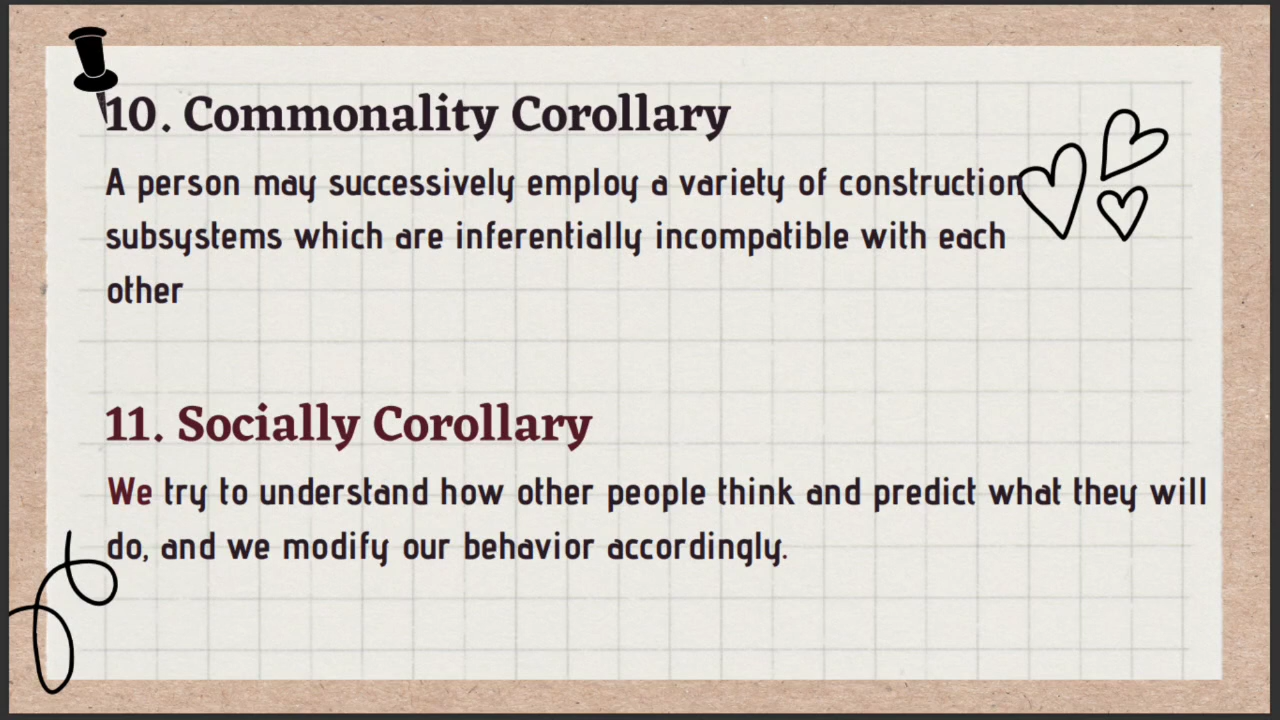 10. Commonality Corollary
A person may successively employ a variety of construction
subsystems which are inferentially incompatible with each
other
11. Socially Corollary
We try to understand how other people think and predict what they will
do, and we modify our behavior accordingly.